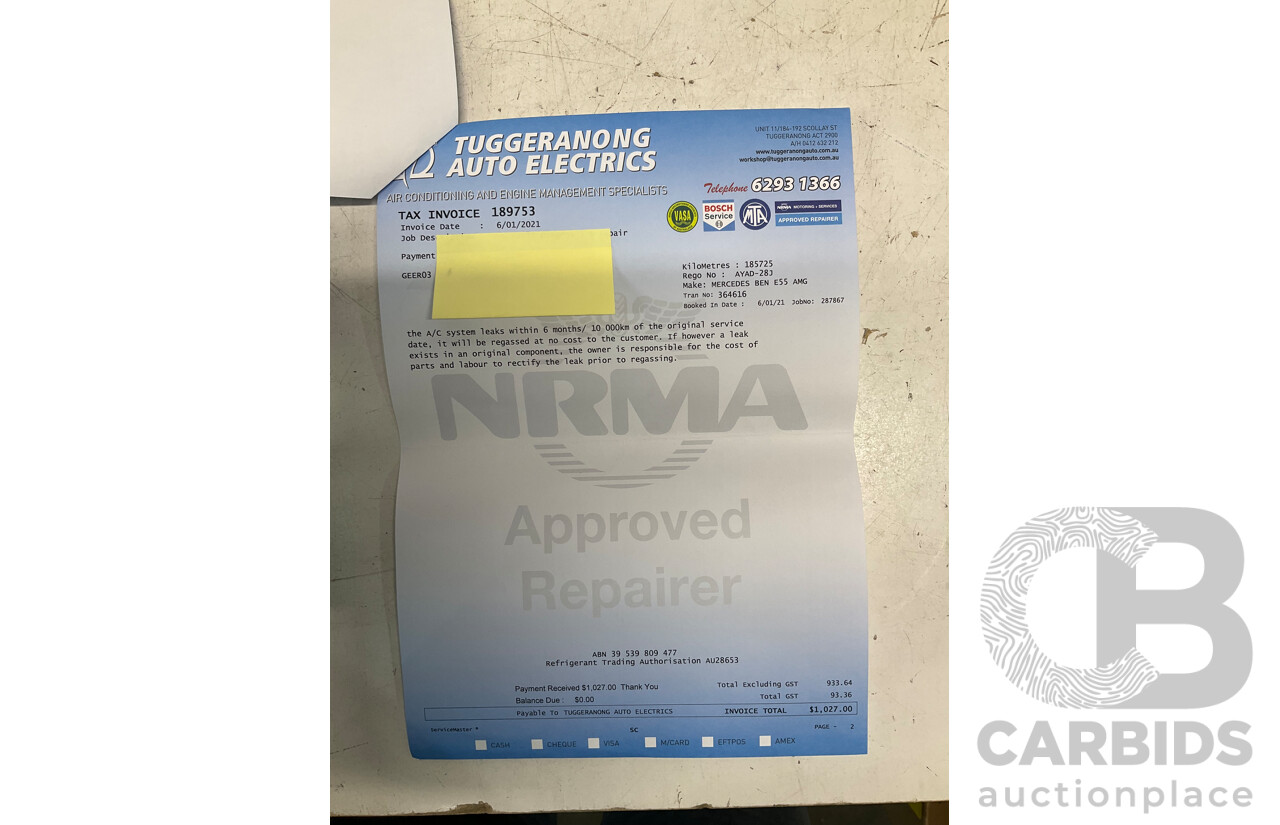 TUGGERANONG
AUTO ELECTRICS
AIR CONDITIONING AND ENGINE MANAGEMENT SPECIALISTS
UNIT 11/184-192 SCOLLAY ST
TUGGERANONG ACT 2900
A/H 0412 632 212
www.tuggeranongauto.com.au
workshop@tuggeranongauto.com.au
Telephone 6293 1366
VASA
BOSCH
Service
MTA
NRMA MOTORING + SERVICES
APPROVED REPAIRER
TAX INVOICE 189753
Invoice Date : 6/01/2021
Job Des pair
Payment
GEER03
KiloMetres : 185725
Rego No : AYAD-28J
Make: MERCEDES BEN E55 AMG
Tran No: 364616
Booked In Date : 6/01/21 JobNo: 287867
the A/C system leaks within 6 months/ 10 000km of the original service
date, it will be regassed at no cost to the customer. If however a leak
exists in an original component, the owner is responsible for the cost of
parts and labour to rectify the leak prior to regassing.
NRMA
Approved
Repairer
ABN 39 539 809 477
Refrigerant Trading Authorisation AU28653
Payment Received $1,027.00 Thank You
Balance Due : $0.00
Total Excluding GST 933.64
Total GST 93.36
Payable To TUGGERANONG AUTO ELECTRICS INVOICE TOTAL $1,027.00
ServiceMaster * SC PAGE - 2
CASH CHEQUE VISA M/CARD EFTPOS AMEX
CB
CARBIDS
auctionplace